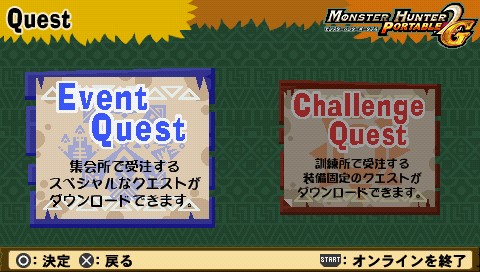 Quest
MONSTER HUNTER
PORTABLE
G
Event
Quest
集会所で受注する
スペシャルなクエストが
ダウンロードできます。
Challenge
Quest
訓練所で受注する
装備固定のクエストが
ダウンロードできます。
○: 決定 ×: 戻る
START: オンラインを終了